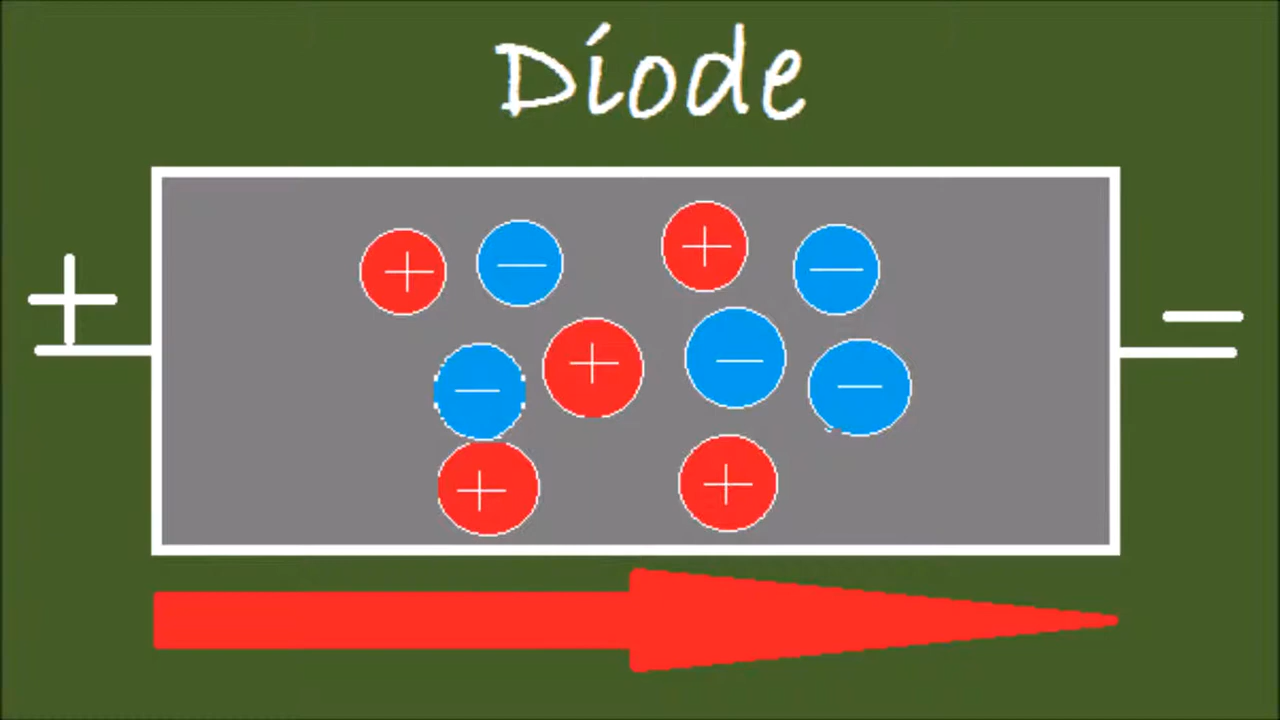 Diode
+ + - + - -
- + - -
+ +